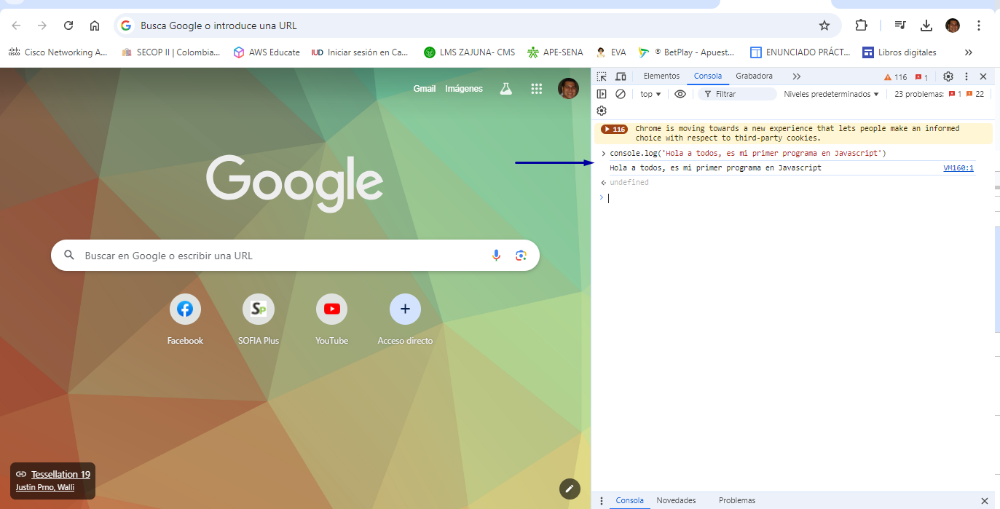 Busca Google o introduce una URL
Cisco Networking A...
SECOP II | Colombia...
AWS Educate
IUD Iniciar sesión en Ca...
LMS ZAJUNA- CMS
APE-SENA
EVA
® BetPlay - Apuest...
ENUNCIADO PRÁCT...
Libros digitales
Gmail Imágenes
Google
Buscar en Google o escribir una URL
Facebook
SOFIA Plus
YouTube
Acceso directo
Tessellation 19
Justin Prno, Walli
Elementos Consola Grabadora 116 1
top Filtrar Niveles predeterminados 23 problemas: 1 22
116 Chrome is moving towards a new experience that lets people make an informed
choice with respect to third-party cookies.
console.log('Hola a todos, es mi primer programa en Javascript')
Hola a todos, es mi primer programa en Javascript VM160:1
undefined
Consola Novedades Problemas